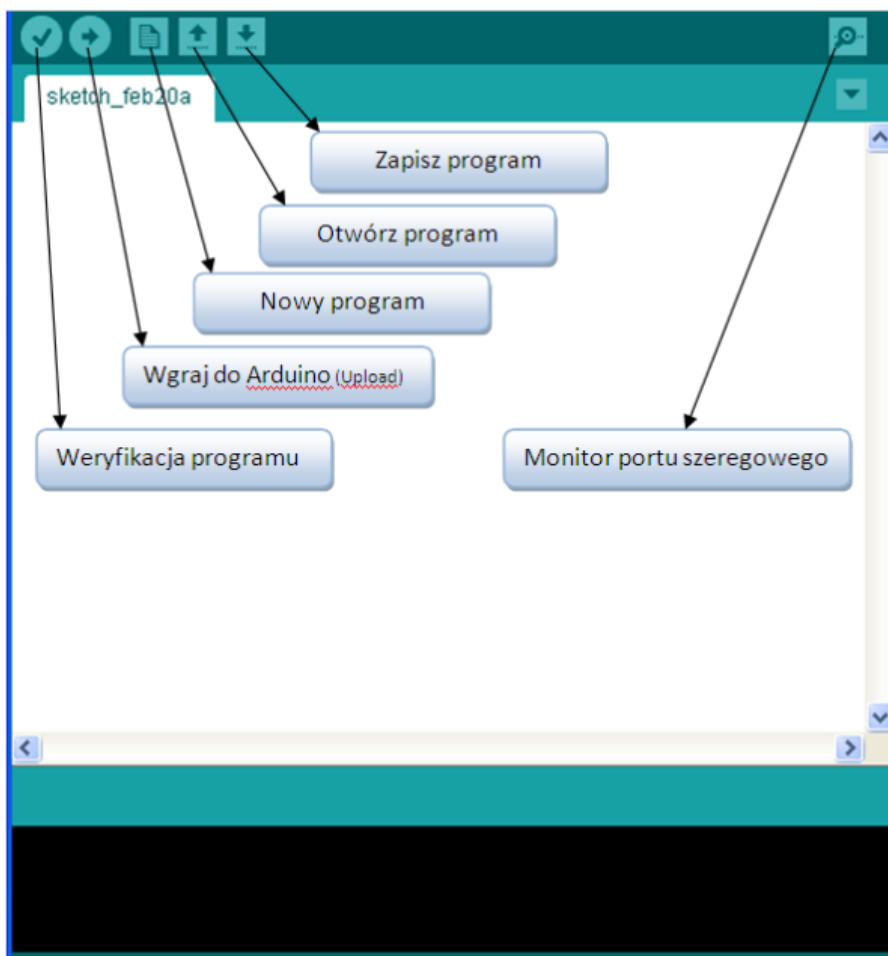 sketch_feb20a
Zapisz program
Otwórz program
Nowy program
Wgraj do Arduino (Upload)
Weryfikacja programu
Monitor portu szeregowego